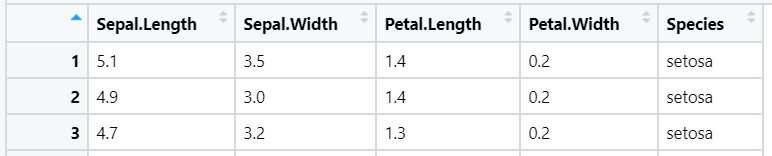 Sepal.Length Sepal.Width Petal.Length Petal.Width Species
1 5.1 3.5 1.4 0.2 setosa
2 4.9 3.0 1.4 0.2 setosa
3 4.7 3.2 1.3 0.2 setosa